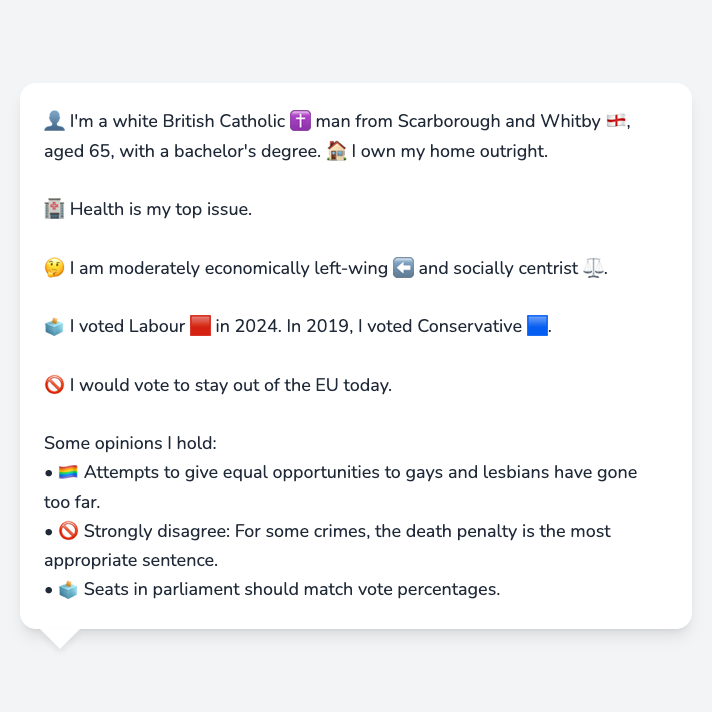 👤 I'm a white British Catholic ✝️ man from Scarborough and Whitby 🏴󠁧󠁢󠁥󠁮󠁧󠁿,
aged 65, with a bachelor's degree. 🏠 I own my home outright.
🏥 Health is my top issue.
🤔 I am moderately economically left-wing ⬅️ and socially centrist ⚖️.
🗳️ I voted Labour 🟥 in 2024. In 2019, I voted Conservative 🟦.
🚫 I would vote to stay out of the EU today.
Some opinions I hold:
• 🏳️‍🌈 Attempts to give equal opportunities to gays and lesbians have gone
too far.
• 🚫 Strongly disagree: For some crimes, the death penalty is the most
appropriate sentence.
• 🗳️ Seats in parliament should match vote percentages.